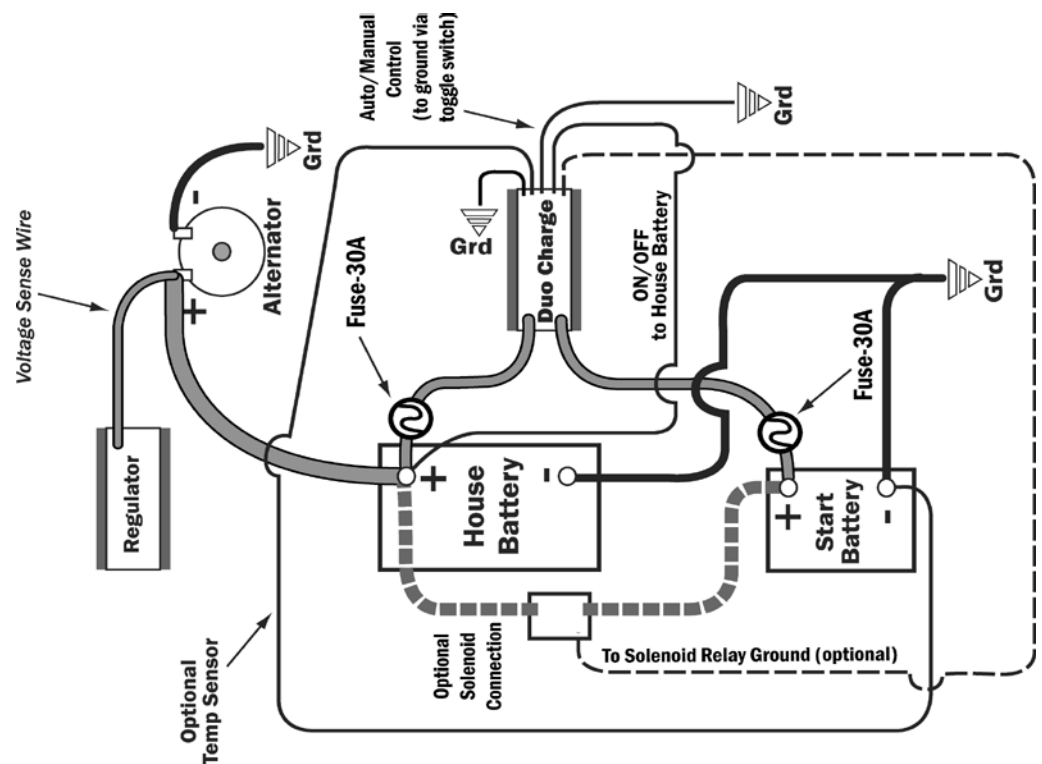 Auto/Manual
Control
(to ground via
toggle switch)
Grd
Grd
Grd
Grd
Voltage Sense Wire
-
+
Alternator
Fuse-30A
Duo Charge
ON/OFF
to House Battery
Fuse-30A
Regulator
+
-
House
Battery
+
-
Start
Battery
Optional
Solenoid
Connection
To Solenoid Relay Ground (optional)
Optional
Temp Sensor